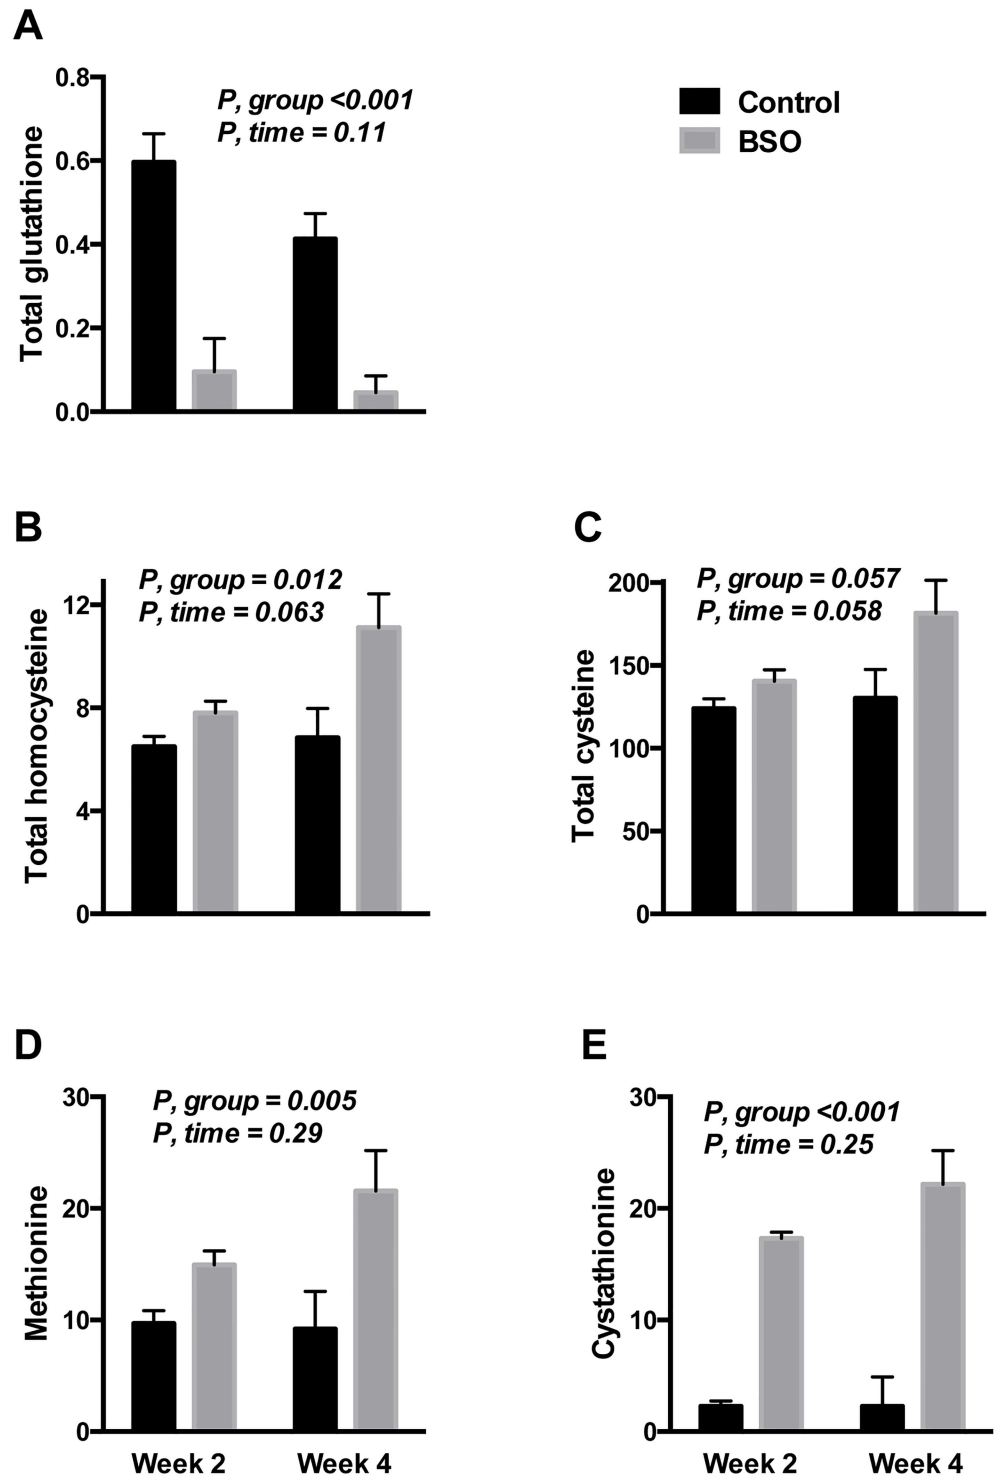 A
Total glutathione
0.8
0.6
0.4
0.2
0.0
P, group <0.001
P, time = 0.11
Control
BSO
B
Total homocysteine
12
8
4
0
P, group = 0.012
P, time = 0.063
C
Total cysteine
200
150
100
50
0
P, group = 0.057
P, time = 0.058
D
Methionine
30
20
10
0
P, group = 0.005
P, time = 0.29
Week 2
Week 4
E
Cystathionine
30
20
10
0
P, group <0.001
P, time = 0.25
Week 2
Week 4